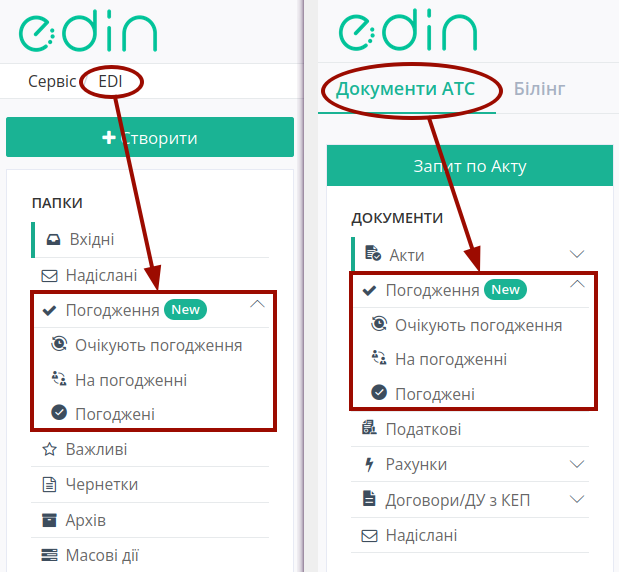 edin
Сервіс EDI
Створити
ПАПКИ
Вхідні
Надіслані
Погодження New
Очікують погодження
На погодженні
Погоджені
Важливі
Чернетки
Архів
Масові дії
edin
Документи АТС Білінг
Запит по Акту
ДОКУМЕНТИ
Акти
Погодження New
Очікують погодження
На погодженні
Погоджені
Податкові
Рахунки
Договори/ДУ з КЕП
Надіслані